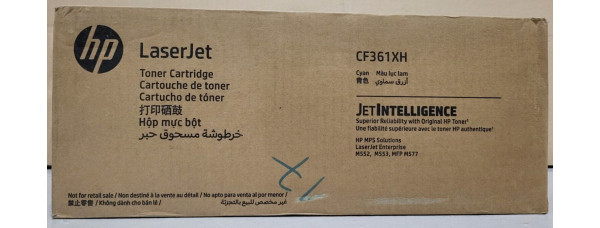 hp
LaserJet
Toner Cartridge
Cartouche de toner
Cartucho de tóner
打印硒鼓
Hộp mực bột
خرطوشة مسحوق حبر
Not for retail sale / Non destiné à la vente au détail / No apto para venta al por menor /
禁止零售 / Không dành cho bán lẻ / غير مخصص للبيع بالتجزئة
CF361XH
Cyan Màu lục lam
青色 أزرق سماوي
JETINTELLIGENCE
Superior Reliability with Original HP Toner¹
Une fiabilité supérieure avec le toner HP authentique¹
HP MPS Solutions
LaserJet Enterprise
M552, M553, MFP M577